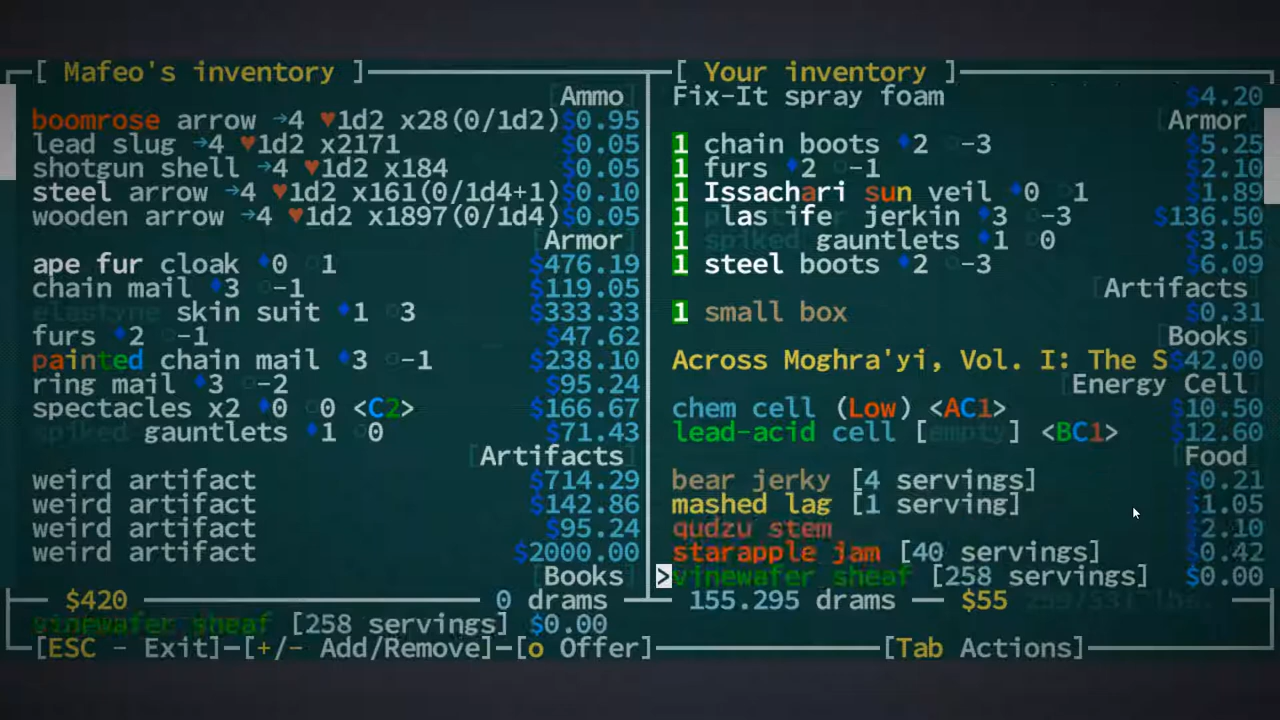 [ Mafeo's inventory ]
[Ammo]
boomrose arrow →4 ♥1d2 x28(0/1d2) $0.95
lead slug →4 ♥1d2 x2171 $0.05
shotgun shell →4 ♥1d2 x184 $0.05
steel arrow →4 ♥1d2 x161(0/1d4+1) $0.10
wooden arrow →4 ♥1d2 x1897(0/1d4) $0.05
[Armor]
ape fur cloak ♦0 ○1 $476.19
chain mail ♦3 ○-1 $119.05
elastyne skin suit ♦1 ○3 $333.33
furs ♦2 ○-1 $47.62
painted chain mail ♦3 ○-1 $238.10
ring mail ♦3 ○-2 $95.24
spectacles x2 ♦0 ○0 <C2> $166.67
spiked gauntlets ♦1 ○0 $71.43
[Artifacts]
weird artifact $714.29
weird artifact $142.86
weird artifact $95.24
weird artifact $2000.00
[Books]
$420 0 drams
vinewafer sheaf [258 servings] $0.00
[ESC - Exit]-[+/- Add/Remove]-[o Offer]
[ Your inventory ]
Fix-It spray foam $4.20
[Armor]
1 chain boots ♦2 ○-3 $5.25
1 furs ♦2 ○-1 $2.10
1 Issachari sun veil ♦0 ○1 $1.89
1 las ife jerkin ♦3 ○-3 $136.50
1 spiked gauntlets ♦1 ○0 $3.15
1 steel boots ♦2 ○-3 $6.09
[Artifacts]
1 small box $0.31
[Books]
Across Moghra'yi, Vol. I: The S $42.00
[Energy Cell]
chem cell (Low) <AC1> $10.50
lead-acid cell [empty] <BC1> $12.60
[Food]
bear jerky [4 servings] $0.21
mashed lag [1 serving] $1.05
qudzu stem $2.10
starapple jam [40 servings] $0.42
>vinewafer sheaf [258 servings] $0.00
155.295 drams — $55
[Tab Actions]